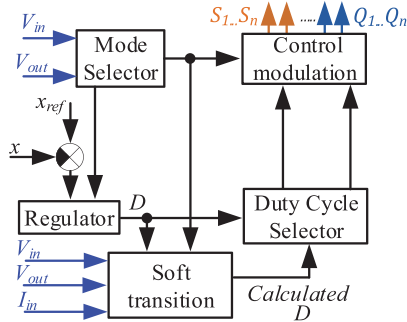 S1...Sn ..... Q1...Qn
Vin
Vout
Mode
Selector
Control
modulation
xref
x
Regulator
D
Duty Cycle
Selector
Vin
Vout
Iin
Soft
transition
Calculated
D